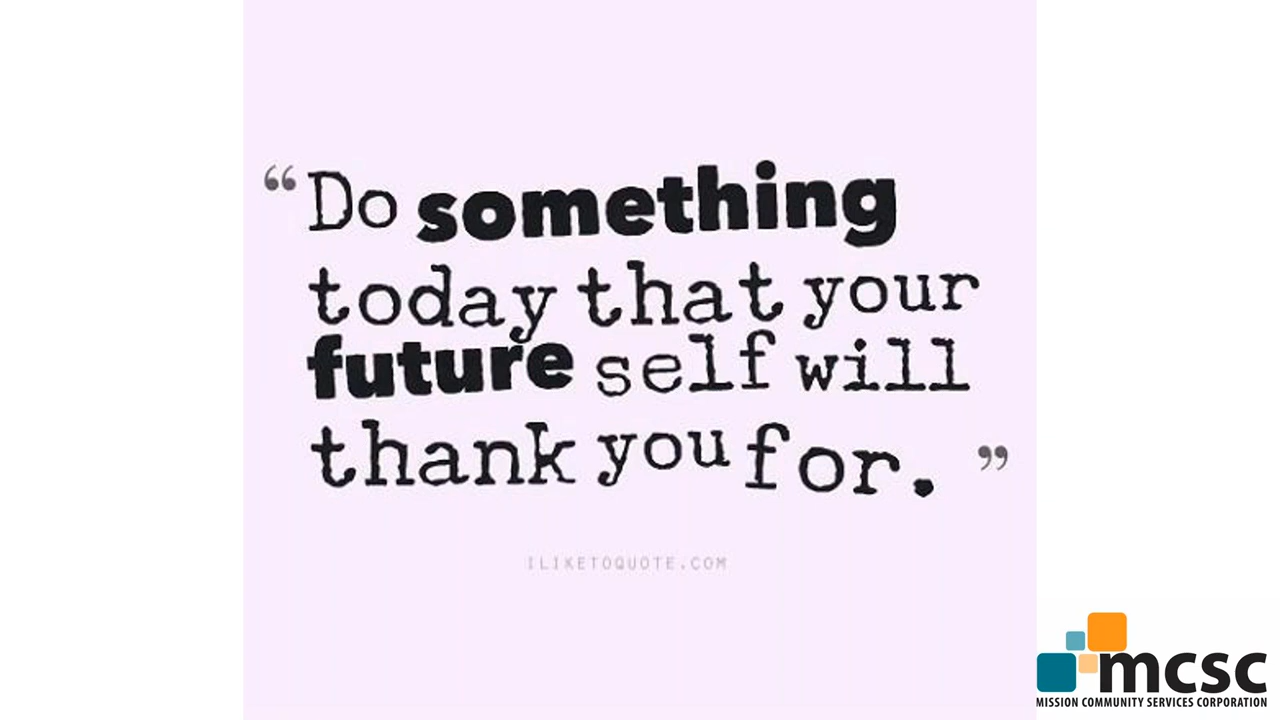 “Do something
today that your
future self will
thank you for.”
ILIKETOQUOTE.COM
mcsc
MISSION COMMUNITY SERVICES CORPORATION